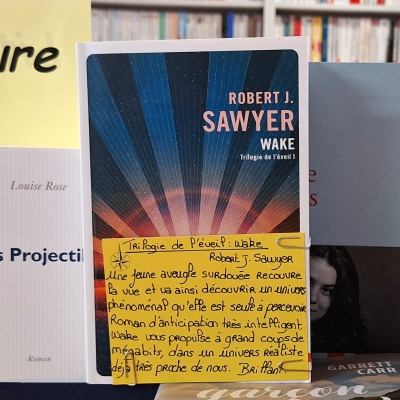 ure
ROBERT J.
SAWYER
WAKE
Trilogie de l'éveil I
Louise Rose
s Projectil
Roman
e
s
Trilogie de l'éveil : Wake
Robert J. Sawyer
Une jeune aveugle surdouée recouvre
la vue et va ainsi découvrir un univers
phénoménal qu'elle est seule à percevoir
Roman d'anticipation très intelligent,
Wake vous propulse à grand coups de
mégabits, dans un univers réaliste
déjà très proche de nous. Brillant.
GARRETT
CARR
garçon